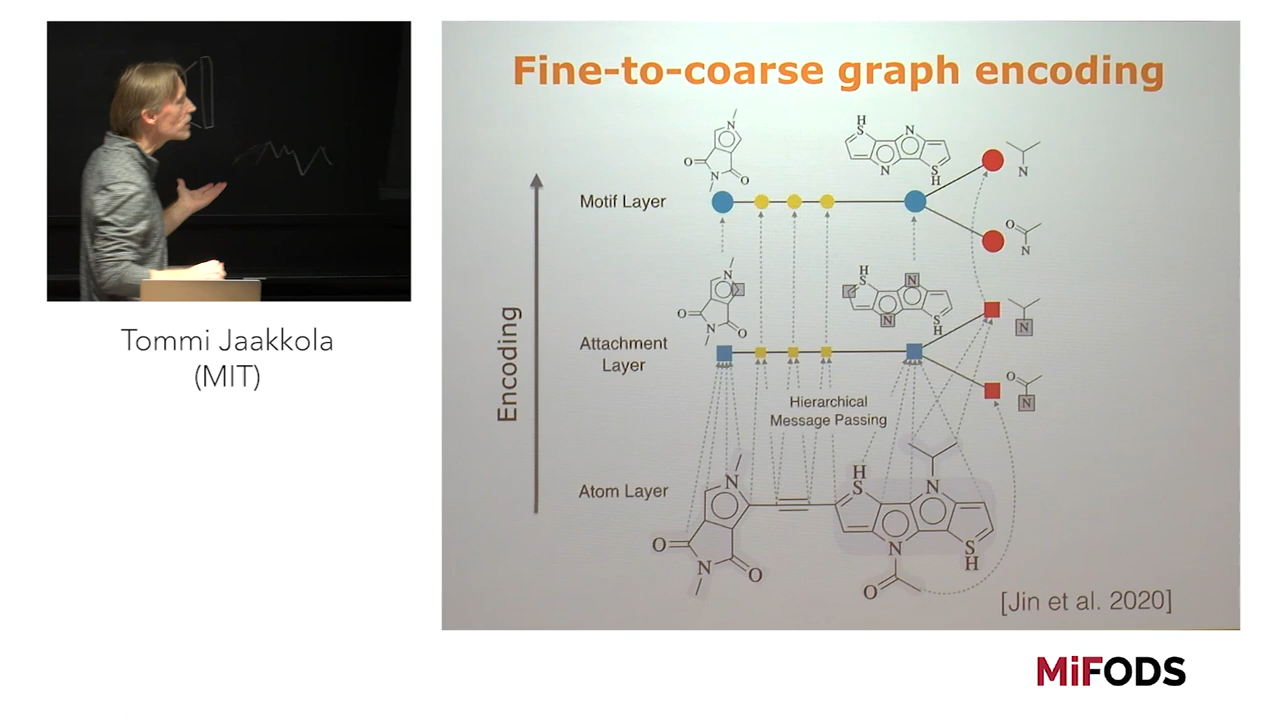 Fine-to-coarse graph encoding
N
O
O
N
H
S
N
N
S
H
N
Motif Layer
O
N
N
O
N
O
H
S
N
N
S
H
N
Attachment
Layer
O
N
Hierarchical
Message Passing
Encoding
Atom Layer
N
O
N
O
H
S
N
N
S
H
O
[Jin et al. 2020]
Tommi Jaakkola
(MIT)
MiFODS